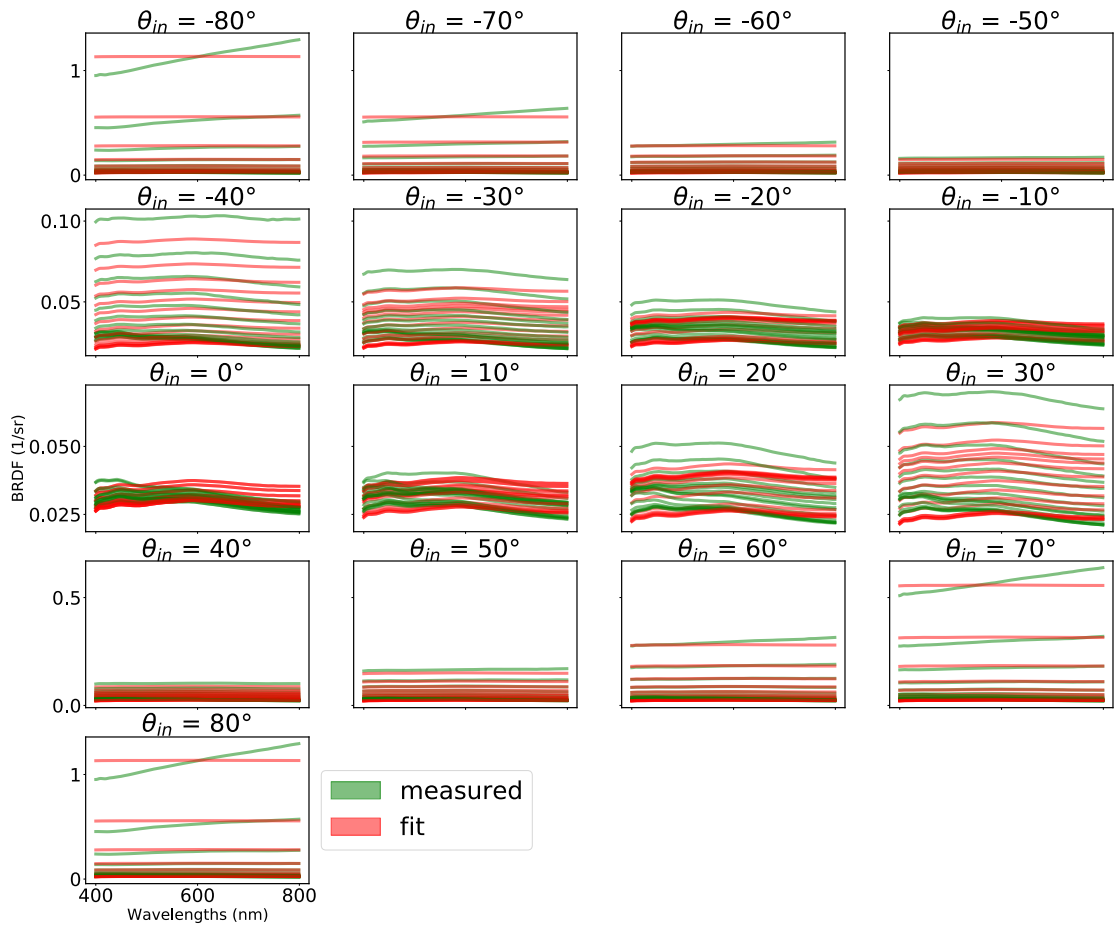 θin = -80° θin = -70° θin = -60° θin = -50°
1
0
θin = -40° θin = -30° θin = -20° θin = -10°
0.10
0.05
θin = 0° θin = 10° θin = 20° θin = 30°
0.050
0.025
BRDF (1/sr)
θin = 40° θin = 50° θin = 60° θin = 70°
0.5
0.0
θin = 80°
1
0
400 600 800
Wavelengths (nm)
measured
fit